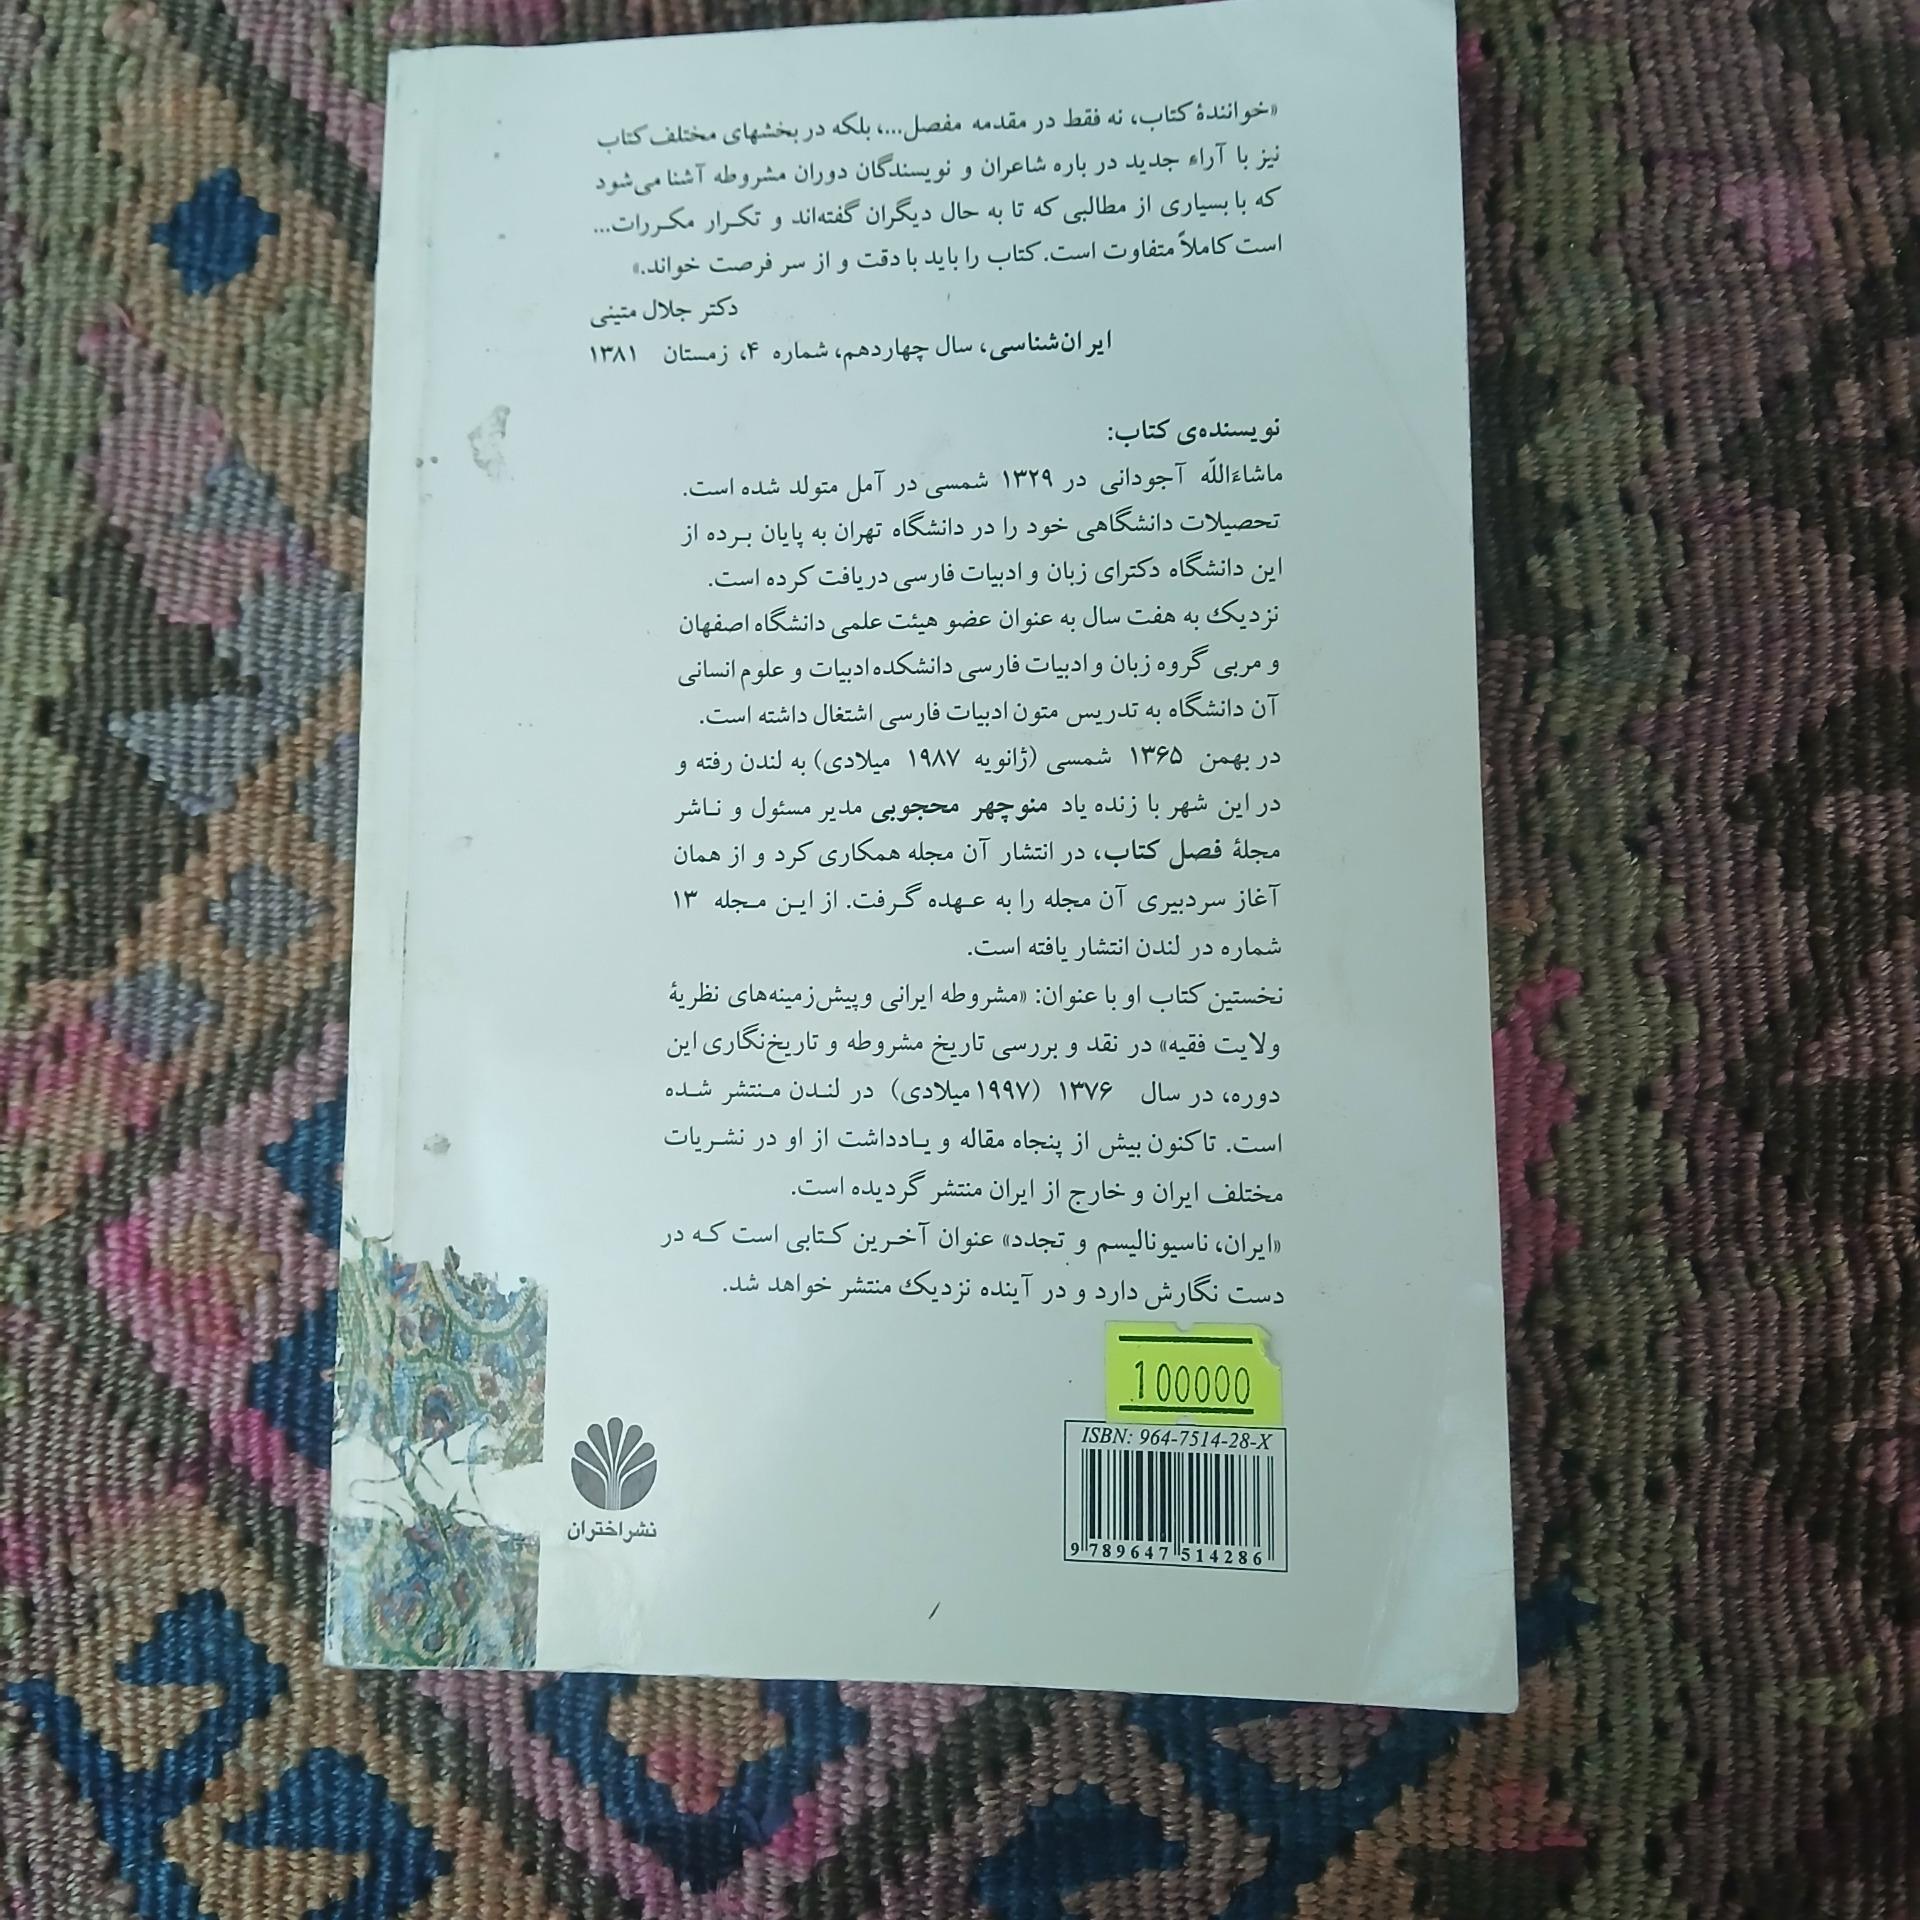 «خوانندهٔ کتاب، نه فقط در مقدمه مفصل...، بلکه در بخشهای مختلف کتاب
نیز با آراء جدید در باره شاعران و نویسندگان دوران مشروطه آشنا می‌شود
که با بسیاری از مطالبی که تا به حال دیگران گفته‌اند و تکرار مکررات...
است کاملاً متفاوت است. کتاب را باید با دقت و از سر فرصت خواند.»
دکتر جلال متینی
ایران‌شناسی، سال چهاردهم، شماره ۴، زمستان ۱۳۸۱
نویسنده‌ی کتاب:
ماشاءَاللّه آجودانی در ۱۳۲۹ شمسی در آمل متولد شده است.
تحصیلات دانشگاهی خود را در دانشگاه تهران به پایان برده از
این دانشگاه دکترای زبان و ادبیات فارسی دریافت کرده است.
نزدیک به هفت سال به عنوان عضو هیئت علمی دانشگاه اصفهان
و مربی گروه زبان و ادبیات فارسی دانشکده ادبیات و علوم انسانی
آن دانشگاه به تدریس متون ادبیات فارسی اشتغال داشته است.
در بهمن ۱۳۶۵ شمسی (ژانویه ۱۹۸۷ میلادی) به لندن رفته و
در این شهر با زنده یاد منوچهر محجوبی مدیر مسئول و ناشر
مجلهٔ فصل کتاب، در انتشار آن مجله همکاری کرد و از همان
آغاز سردبیری آن مجله را به عهده گرفت. از این مجله ۱۳
شماره در لندن انتشار یافته است.
نخستین کتاب او با عنوان: «مشروطه ایرانی و پیش‌زمینه‌های نظریهٔ
ولایت فقیه» در نقد و بررسی تاریخ مشروطه و تاریخ‌نگاری این
دوره، در سال ۱۳۷۶ (۱۹۹۷ میلادی) در لندن منتشر شده
است. تاکنون بیش از پنجاه مقاله و یادداشت از او در نشریات
مختلف ایران و خارج از ایران منتشر گردیده است.
«ایران، ناسیونالیسم و تجدد» عنوان آخرین کتابی است که در
دست نگارش دارد و در آینده نزدیک منتشر خواهد شد.
100000
ISBN: 964-7514-28-X
9 789647 514286
نشر اختران